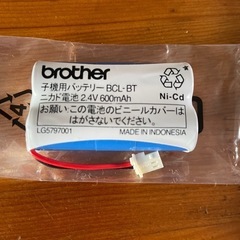 brother
子機用バッテリー BCL-BT
ニカド電池 2.4V 600mAh
Ni-Cd
お願い：この電池のビニールカバーは
はがさないでください。
LG5797001
MADE IN INDONESIA